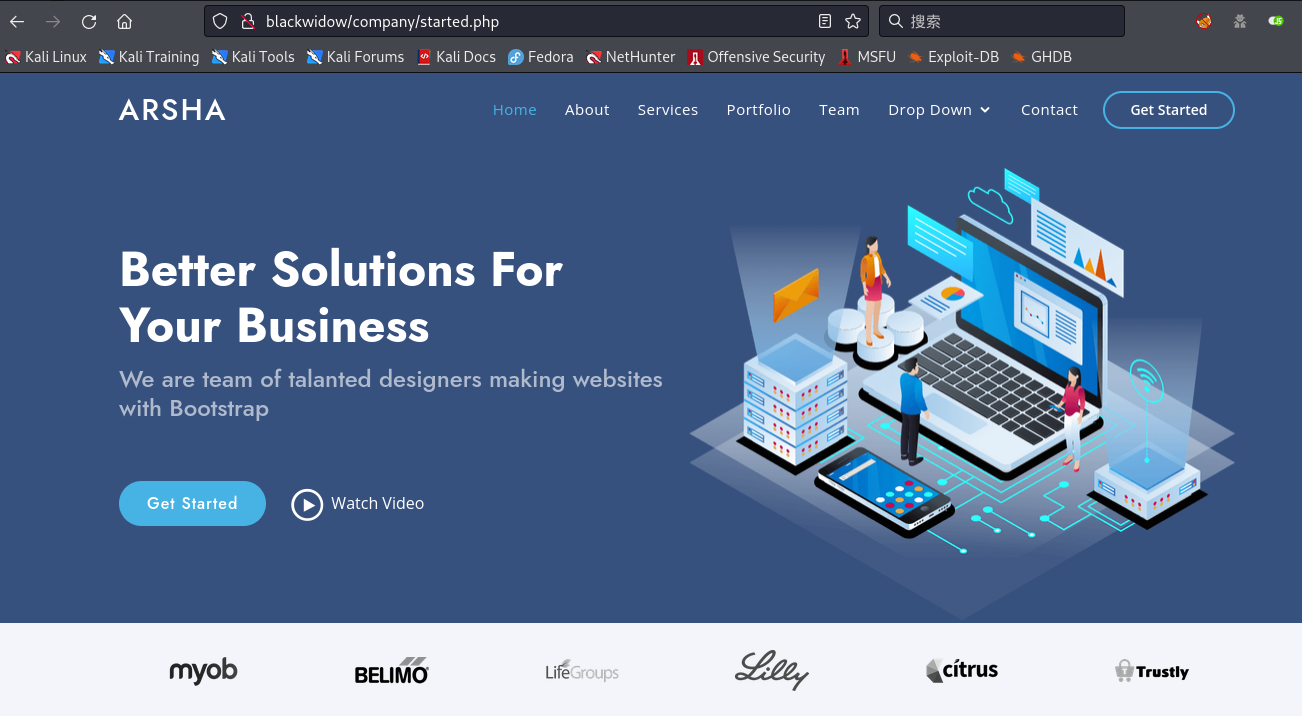 blackwidow/company/started.php
搜索
Kali Linux Kali Training Kali Tools Kali Forums Kali Docs Fedora NetHunter Offensive Security MSFU Exploit-DB GHDB
ARSHA Home About Services Portfolio Team Drop Down Contact Get Started
Better Solutions For
Your Business
We are team of talanted designers making websites
with Bootstrap
Get Started Watch Video
myob BELIMO LifeGroups Lilly citrus Trustly